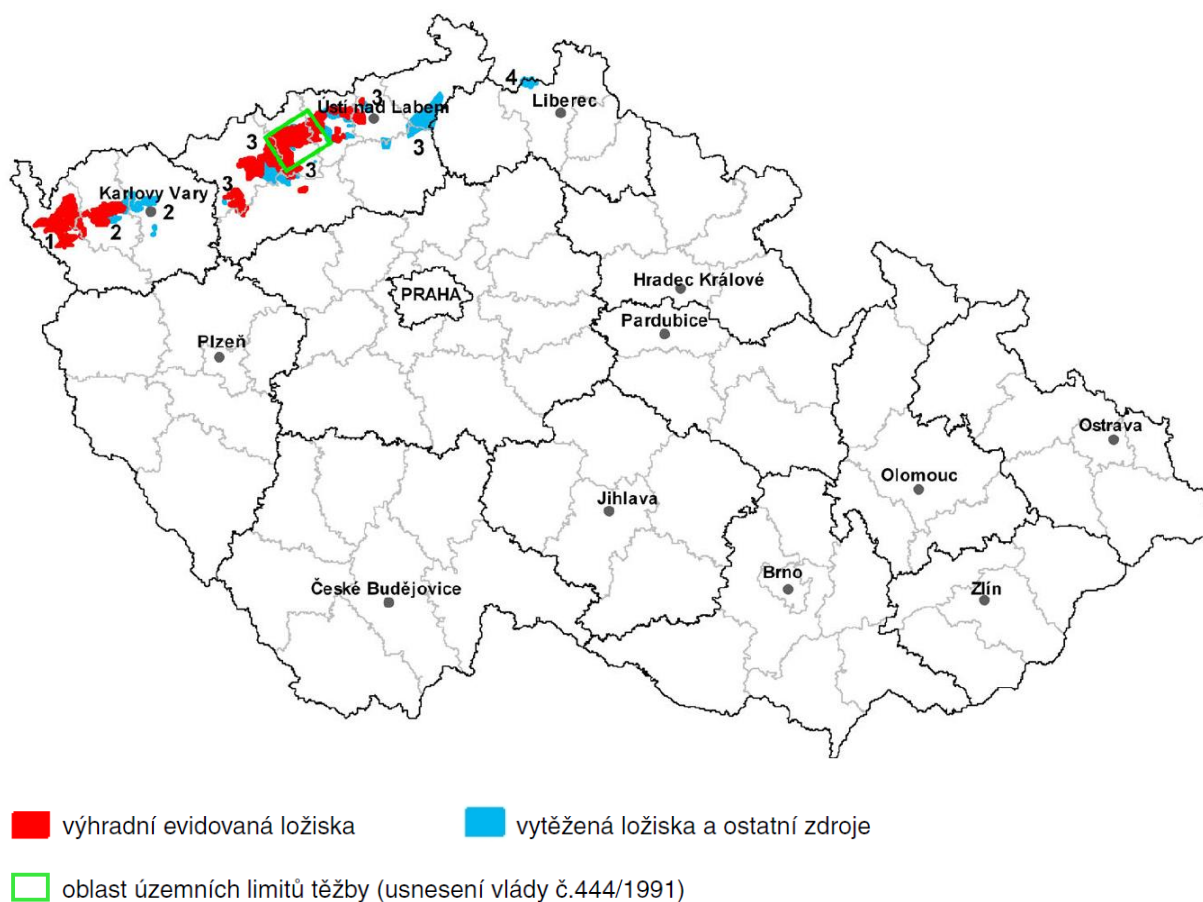 4
Liberec
3
Ústí nad Labem
3
3
3
3
Karlovy Vary
2
2
1
Hradec Králové
PRAHA
Pardubice
Plzeň
Ostrava
Olomouc
Jihlava
Brno
České Budějovice
Zlín
výhradní evidovaná ložiska
vytěžená ložiska a ostatní zdroje
oblast územních limitů těžby (usnesení vlády č.444/1991)